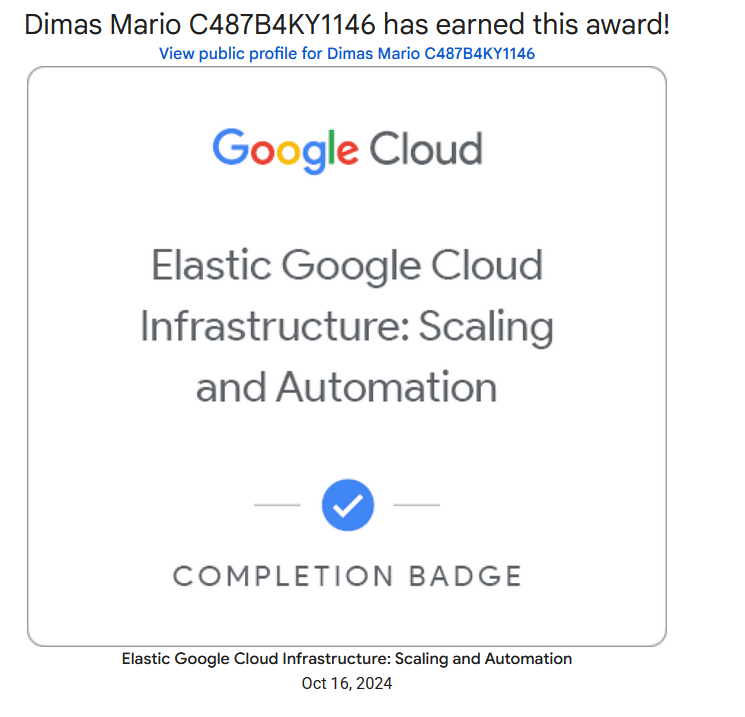 Dimas Mario C487B4KY1146 has earned this award!
View public profile for Dimas Mario C487B4KY1146
Google Cloud
Elastic Google Cloud
Infrastructure: Scaling
and Automation
COMPLETION BADGE
Elastic Google Cloud Infrastructure: Scaling and Automation
Oct 16, 2024